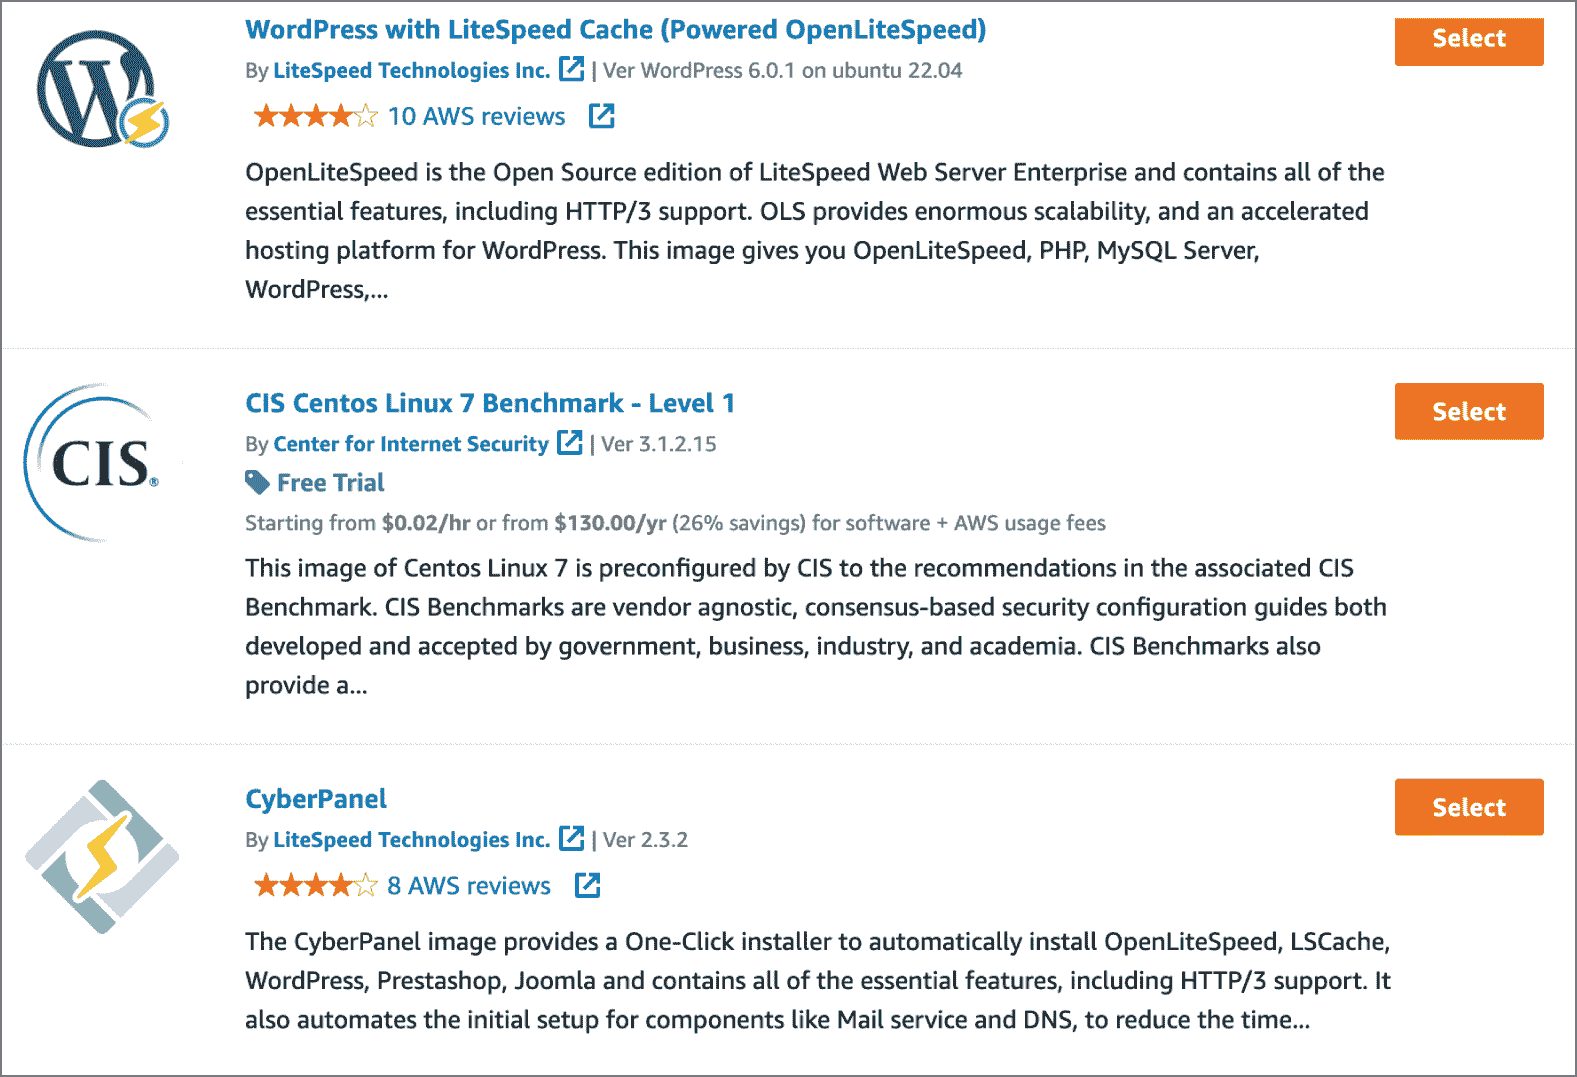 WordPress with LiteSpeed Cache (Powered OpenLiteSpeed)
Select
By LiteSpeed Technologies Inc. | Ver WordPress 6.0.1 on ubuntu 22.04
10 AWS reviews
OpenLiteSpeed is the Open Source edition of LiteSpeed Web Server Enterprise and contains all of the
essential features, including HTTP/3 support. OLS provides enormous scalability, and an accelerated
hosting platform for WordPress. This image gives you OpenLiteSpeed, PHP, MySQL Server,
WordPress,...
CIS Centos Linux 7 Benchmark - Level 1
Select
By Center for Internet Security | Ver 3.1.2.15
CIS.®
Free Trial
Starting from $0.02/hr or from $130.00/yr (26% savings) for software + AWS usage fees
This image of Centos Linux 7 is preconfigured by CIS to the recommendations in the associated CIS
Benchmark. CIS Benchmarks are vendor agnostic, consensus-based security configuration guides both
developed and accepted by government, business, industry, and academia. CIS Benchmarks also
provide a...
CyberPanel
Select
By LiteSpeed Technologies Inc. | Ver 2.3.2
8 AWS reviews
The CyberPanel image provides a One-Click installer to automatically install OpenLiteSpeed, LSCache,
WordPress, Prestashop, Joomla and contains all of the essential features, including HTTP/3 support. It
also automates the initial setup for components like Mail service and DNS, to reduce the time...